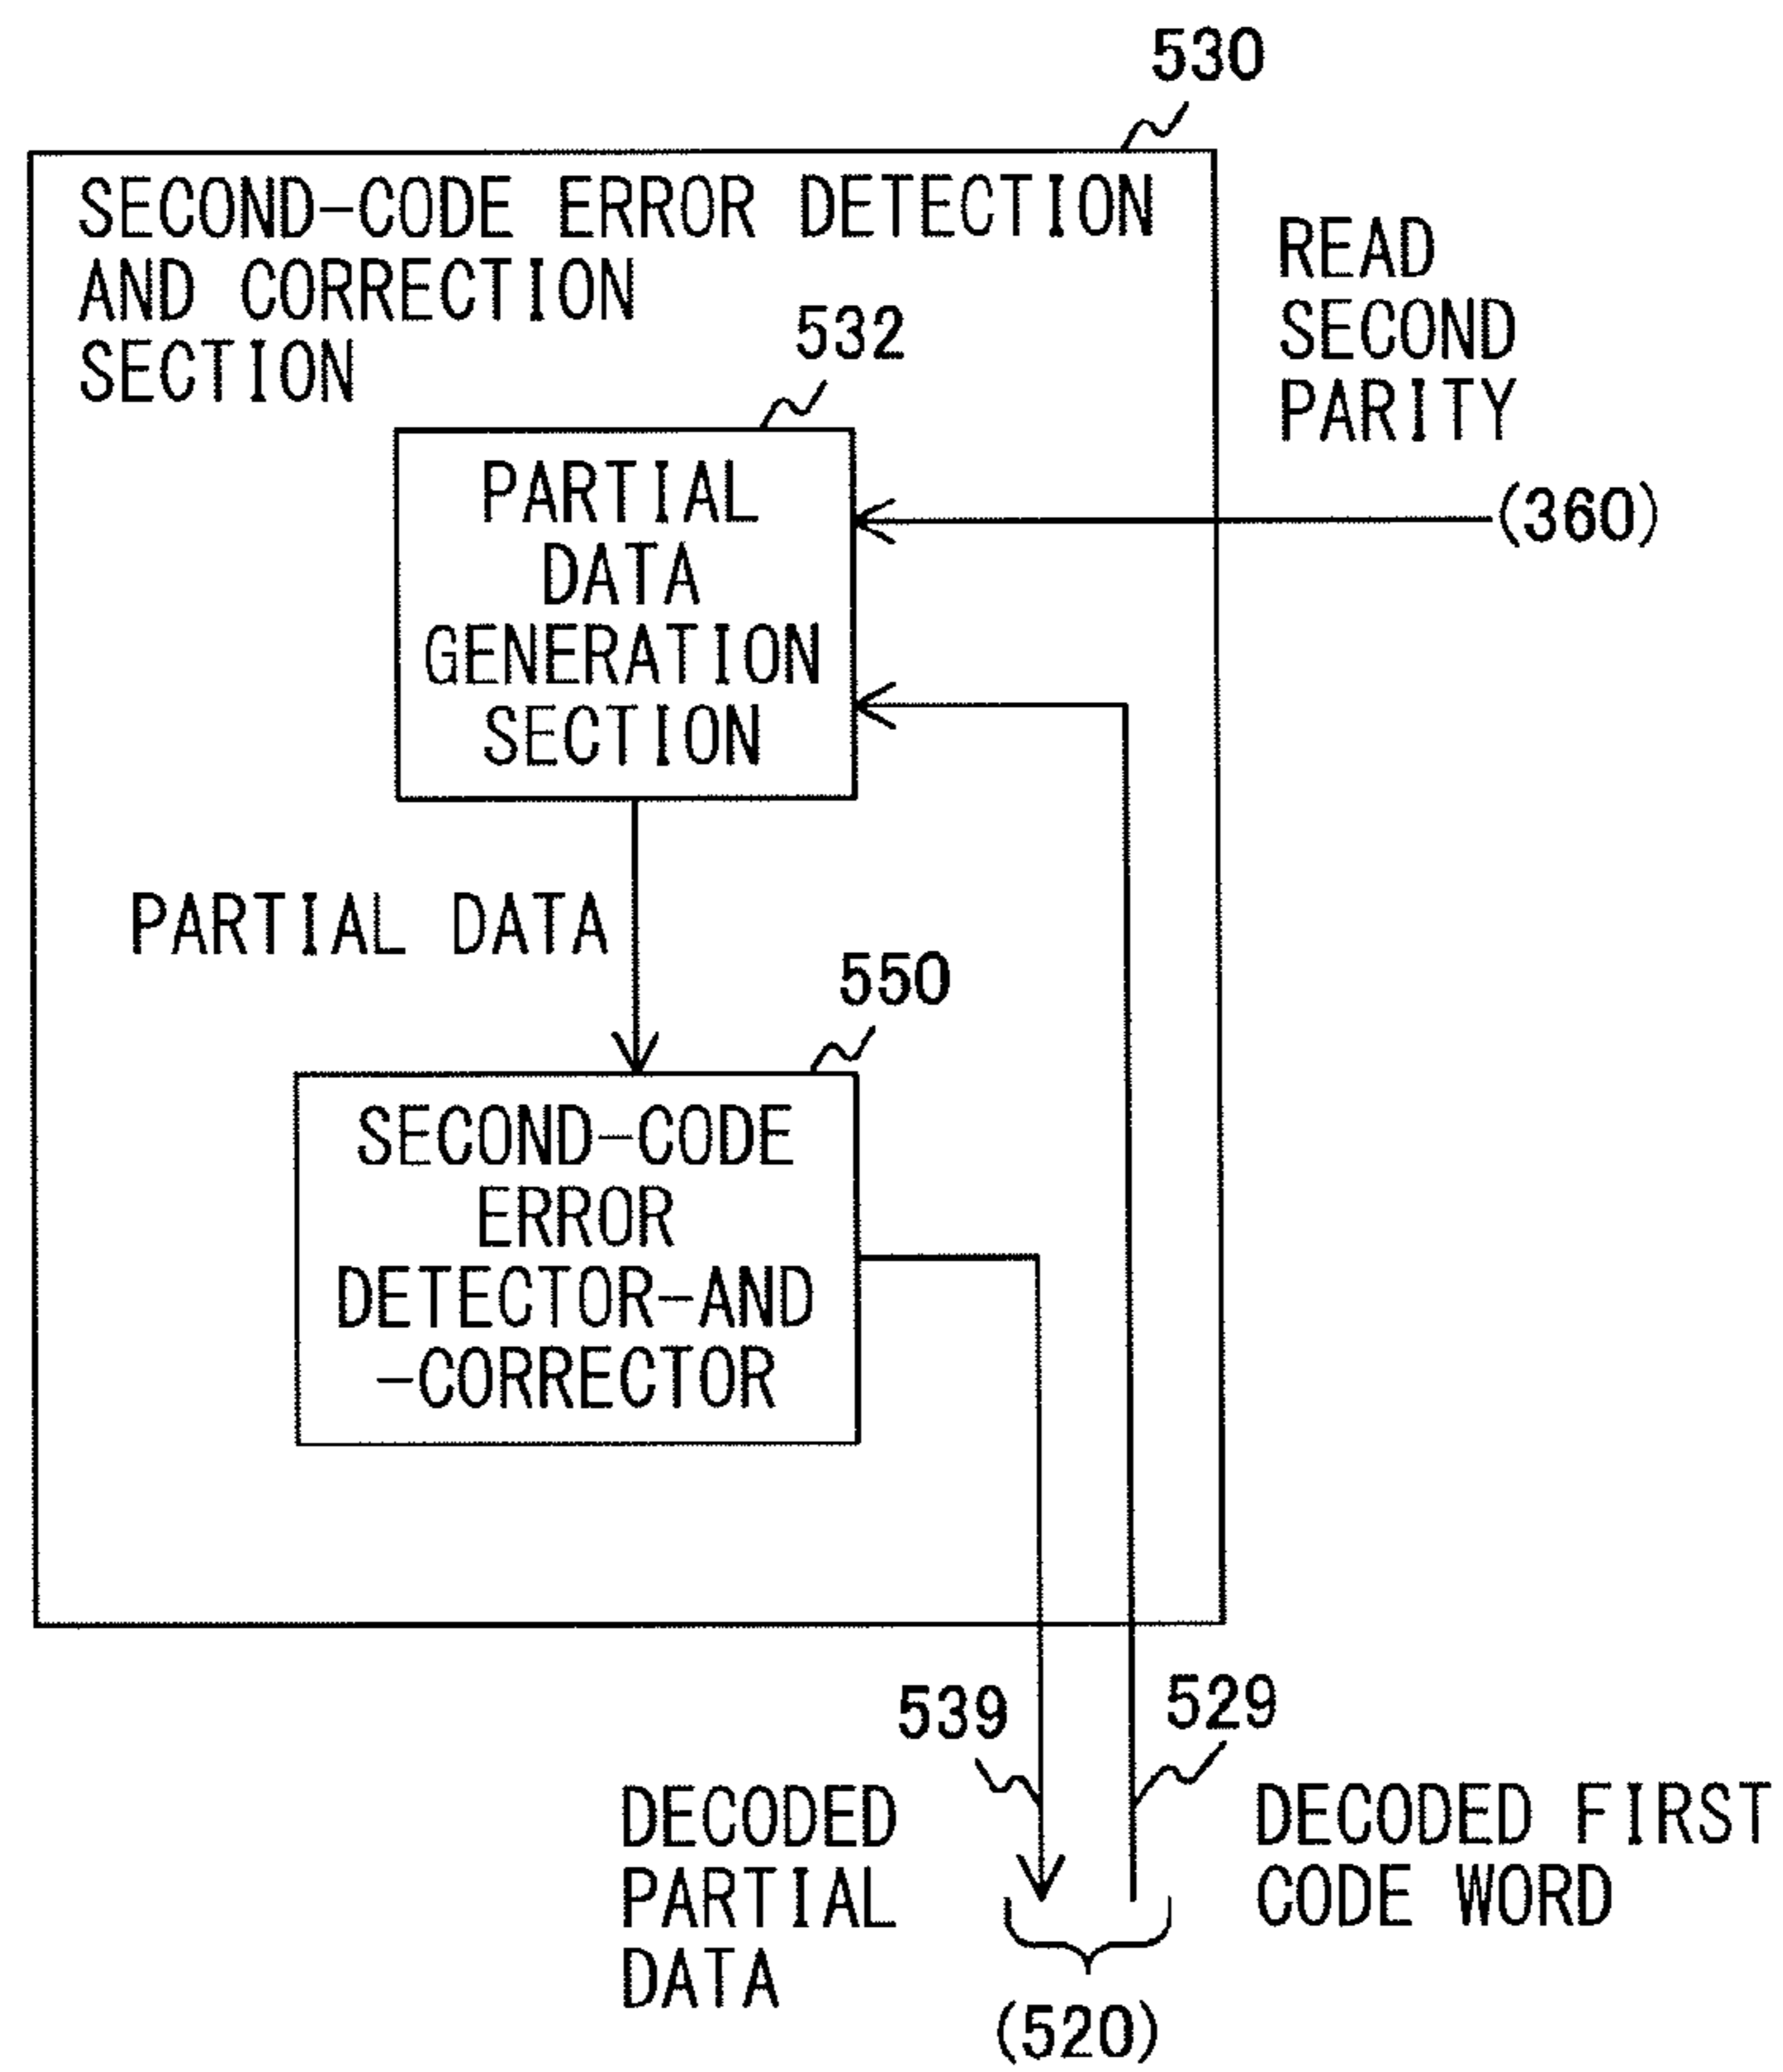 530
SECOND-CODE ERROR DETECTION
AND CORRECTION
SECTION
READ
SECOND
PARITY
(360)
532
PARTIAL
DATA
GENERATION
SECTION
PARTIAL DATA
550
SECOND-CODE
ERROR
DETECTOR-AND
-CORRECTOR
539
529
DECODED
PARTIAL
DATA
DECODED FIRST
CODE WORD
(520)